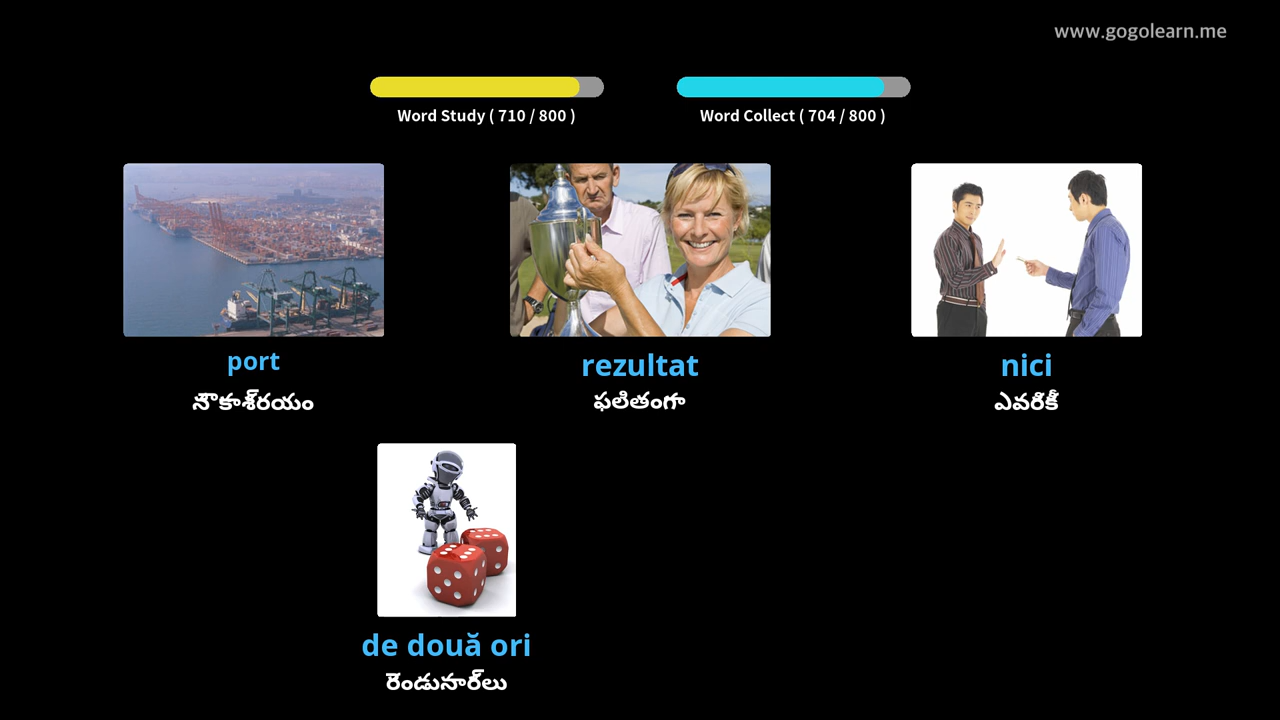 www.gogolearn.me
Word Study ( 710 / 800 )
Word Collect ( 704 / 800 )
port
నౌకాశ్రయం
rezultat
ఫలితంగా
nici
ఎవరికీ
de două ori
రెండుసార్లు